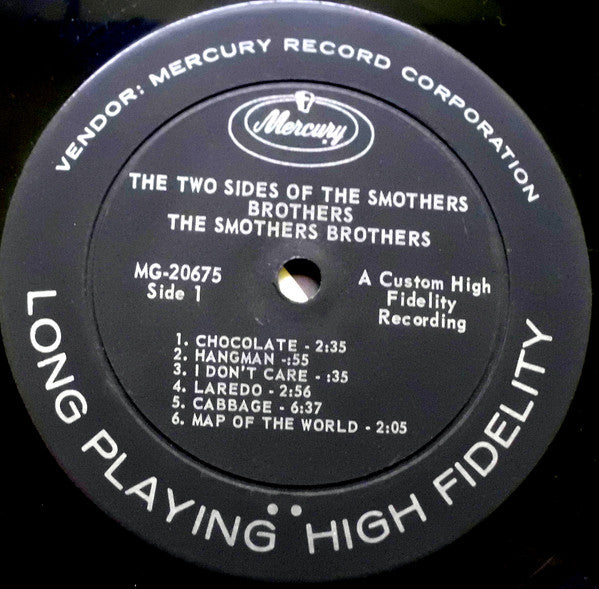 VENDOR: MERCURY RECORD CORPORATION
Mercury
THE TWO SIDES OF THE SMOTHERS
BROTHERS
THE SMOTHERS BROTHERS
MG-20675
Side 1
A Custom High
Fidelity
Recording
1. CHOCOLATE - 2:35
2. HANGMAN -:55
3. I DON'T CARE - :35
4. LAREDO - 2:56
5. CABBAGE - 6:37
6. MAP OF THE WORLD - 2:05
LONG PLAYING HIGH FIDELITY